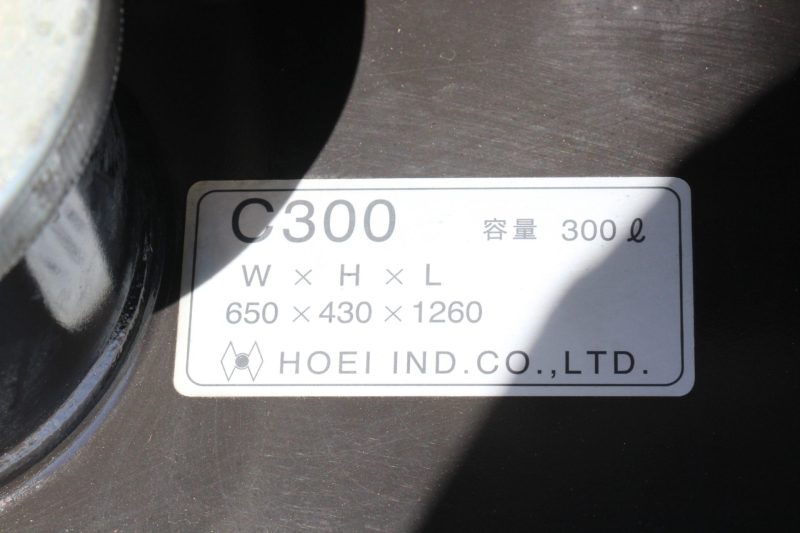 C300 容量 300ℓ
W × H × L
650 × 430 × 1260
HOEI IND.CO.,LTD.